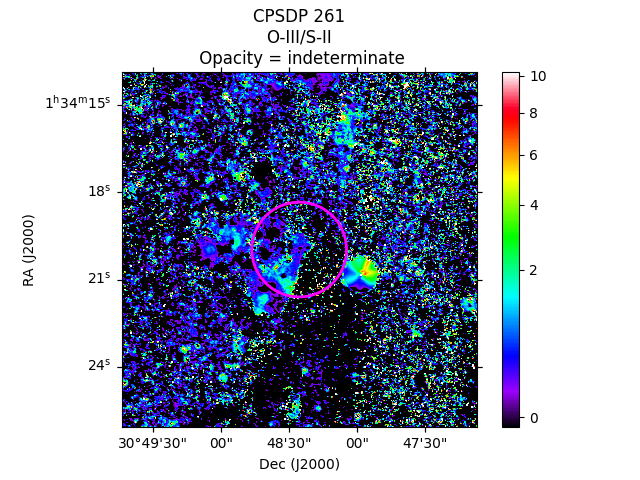 CPSDP 261
O-III/S-II
Opacity = indeterminate
10
1h34m15s
8
6
18s
4
RA (J2000)
21s
2
24s
0
30°49'30" 00" 48'30" 00" 47'30"
Dec (J2000)